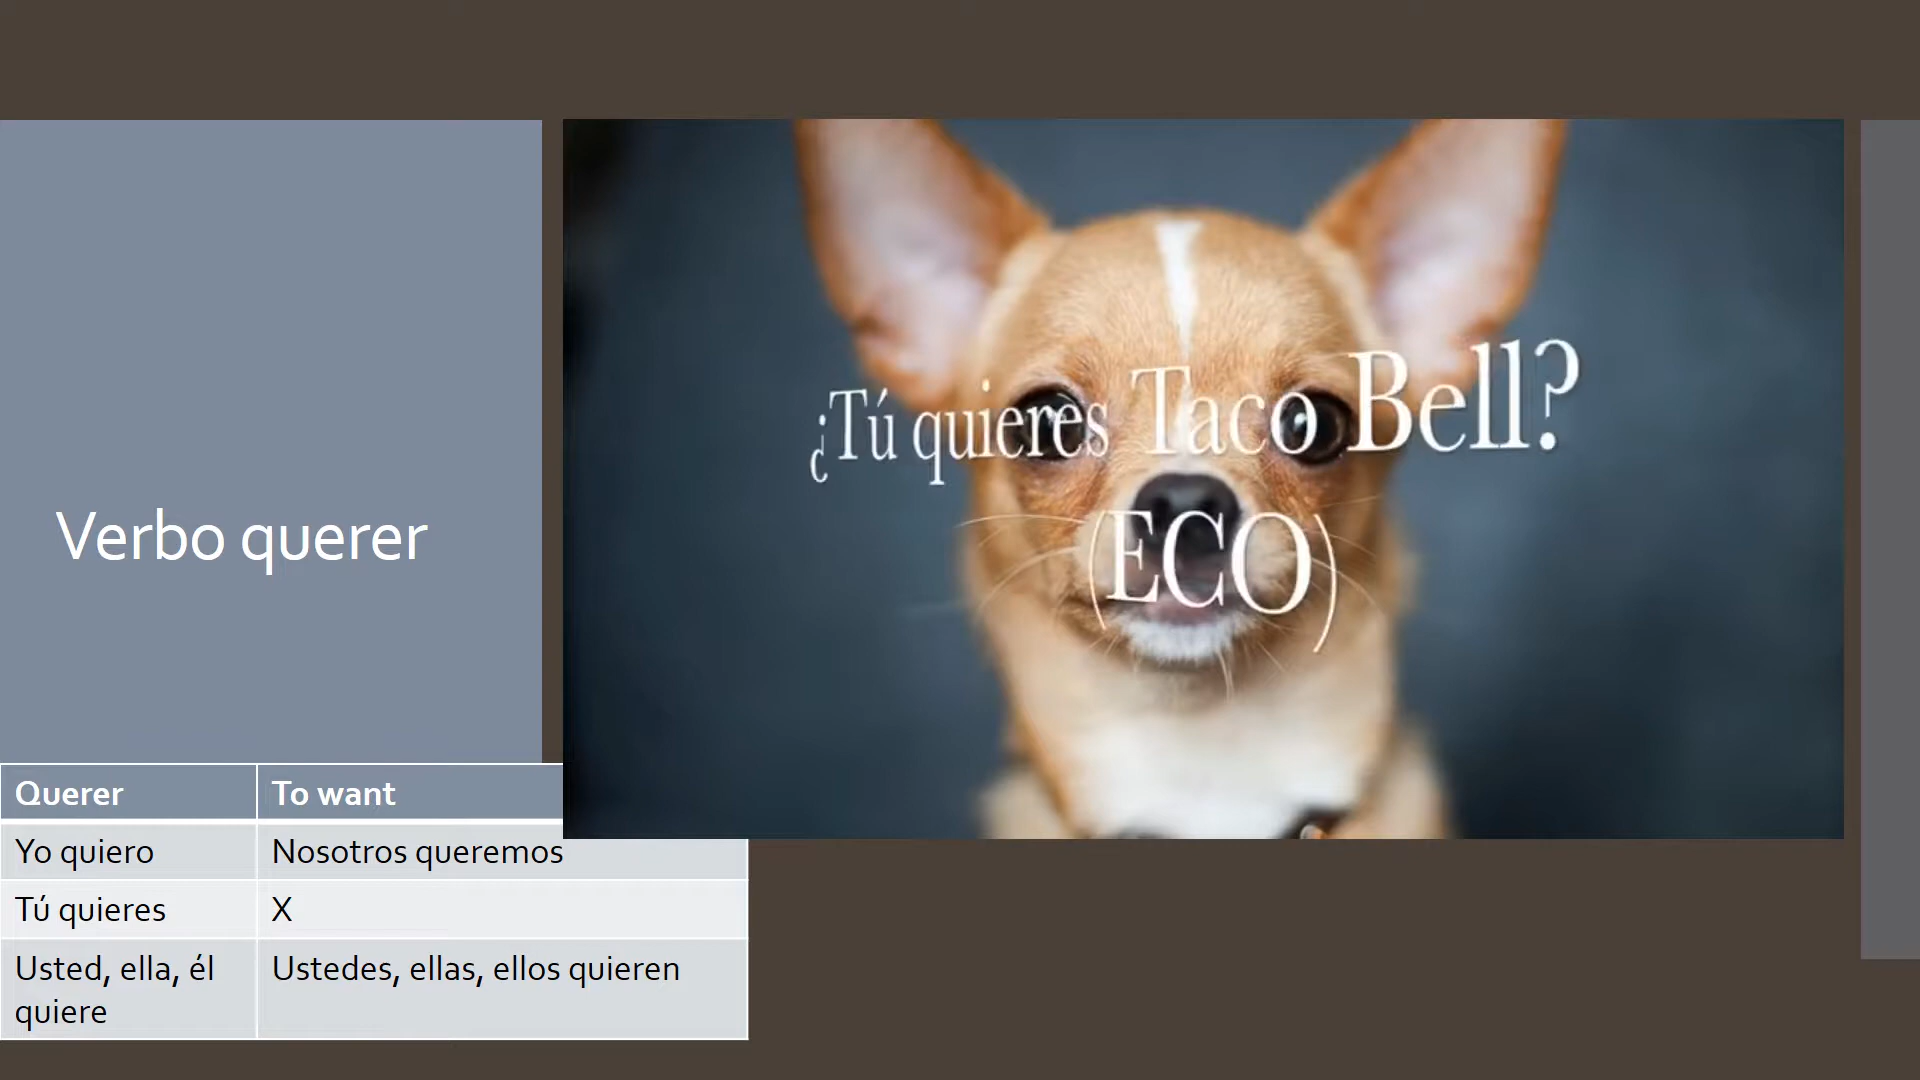 Verbo querer
¿Tú quieres Taco Bell?
(ECO)
Querer To want
Yo quiero Nosotros queremos
Tú quieres X
Usted, ella, él Ustedes, ellas, ellos quieren
quiere